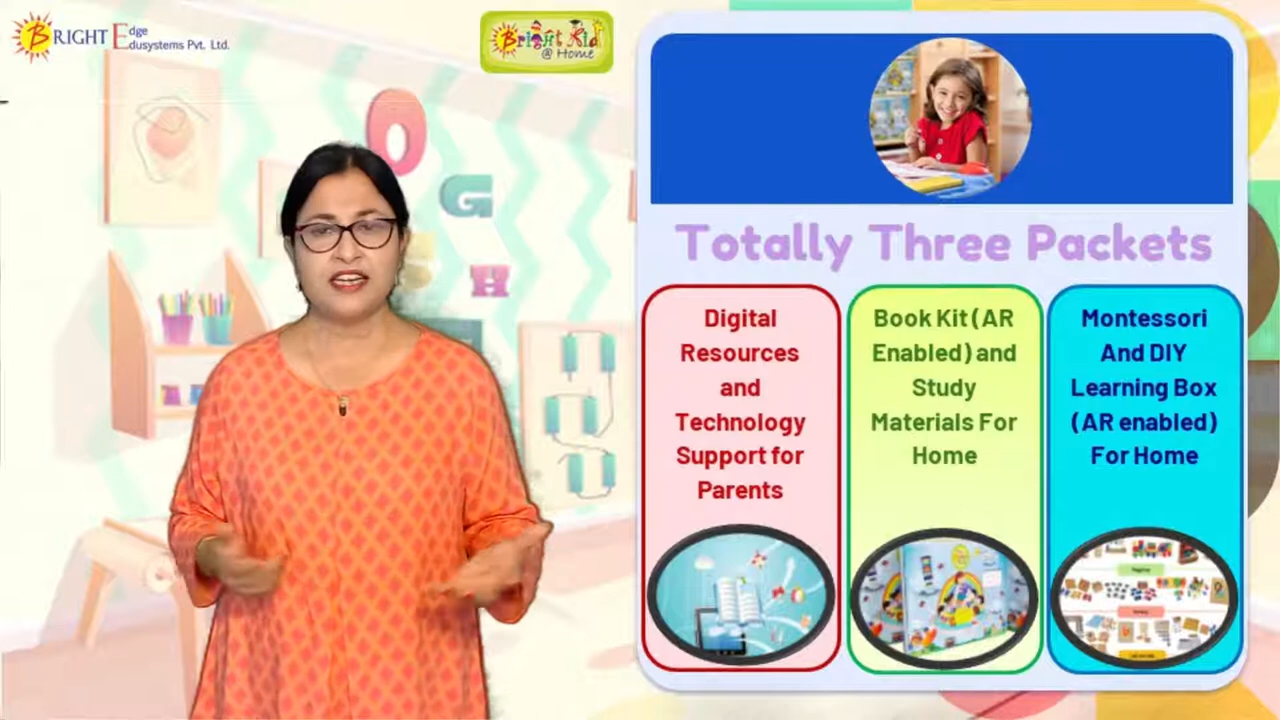 BRIGHT Edge
Edusystems Pvt. Ltd.
Bright Kid
@ Home
O
G
H
Totally Three Packets
Digital
Resources
and
Technology
Support for
Parents
Book Kit (AR
Enabled) and
Study
Materials For
Home
Montessori
And DIY
Learning Box
(AR enabled)
For Home